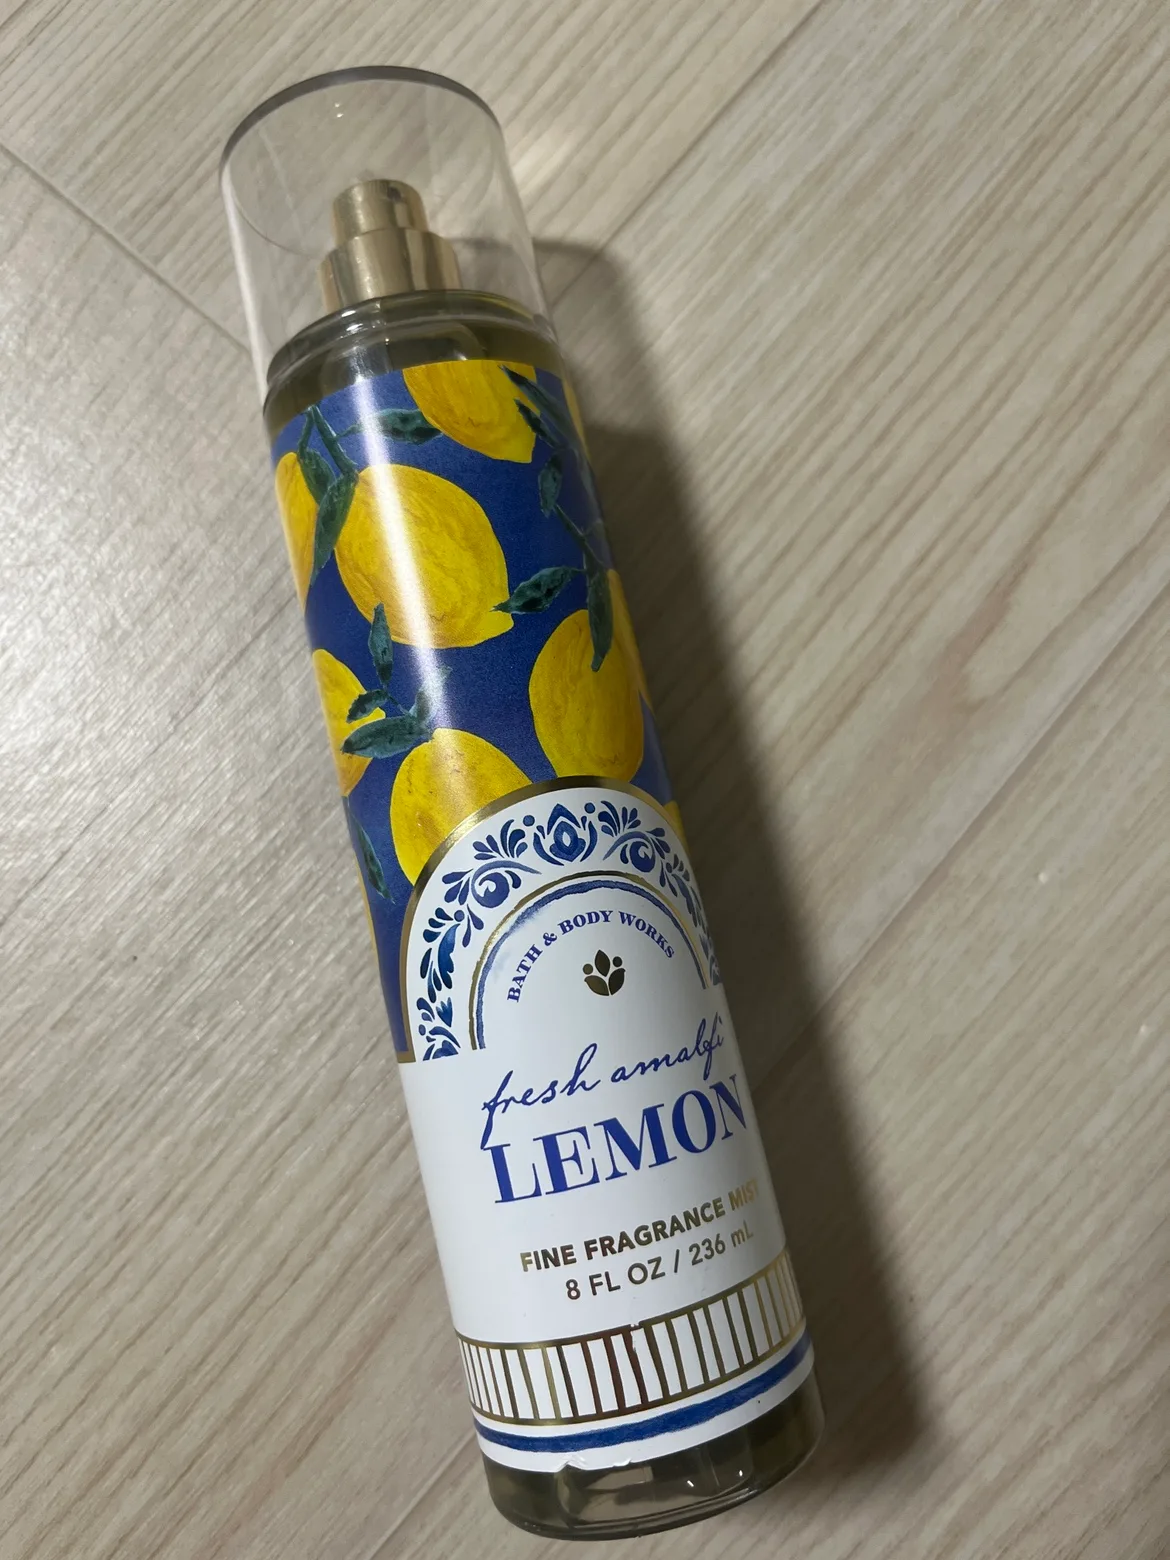 BATH & BODY WORKS
fresh amalfi
LEMON
FINE FRAGRANCE MIST
8 FL OZ / 236 mL